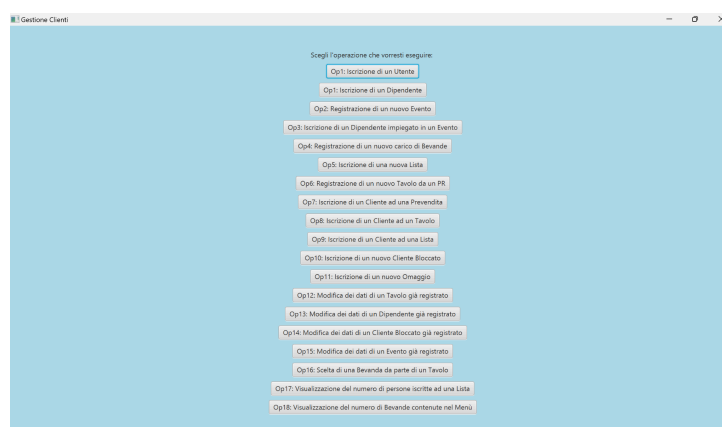 Gestione Clienti
Scegli l'operazione che vorresti eseguire:
Op1: Iscrizione di un Utente
Op1: Iscrizione di un Dipendente
Op2: Registrazione di un nuovo Evento
Op3: Iscrizione di un Dipendente impiegato in un Evento
Op4: Registrazione di un nuovo carico di Bevande
Op5: Iscrizione di una nuova Lista
Op6: Registrazione di un nuovo Tavolo da un PR
Op7: Iscrizione di un Cliente ad una Prevendita
Op8: Iscrizione di un Cliente ad un Tavolo
Op9: Iscrizione di un Cliente ad una Lista
Op10: Iscrizione di un nuovo Cliente Bloccato
Op11: Iscrizione di un nuovo Omaggio
Op12: Modifica dei dati di un Tavolo già registrato
Op13: Modifica dei dati di un Dipendente già registrato
Op14: Modifica dei dati di un Cliente Bloccato già registrato
Op15: Modifica dei dati di un Evento già registrato
Op16: Scelta di una Bevanda da parte di un Tavolo
Op17: Visualizzazione del numero di persone iscritte ad una Lista
Op18: Visualizzazione del numero di Bevande contenute nel Menù